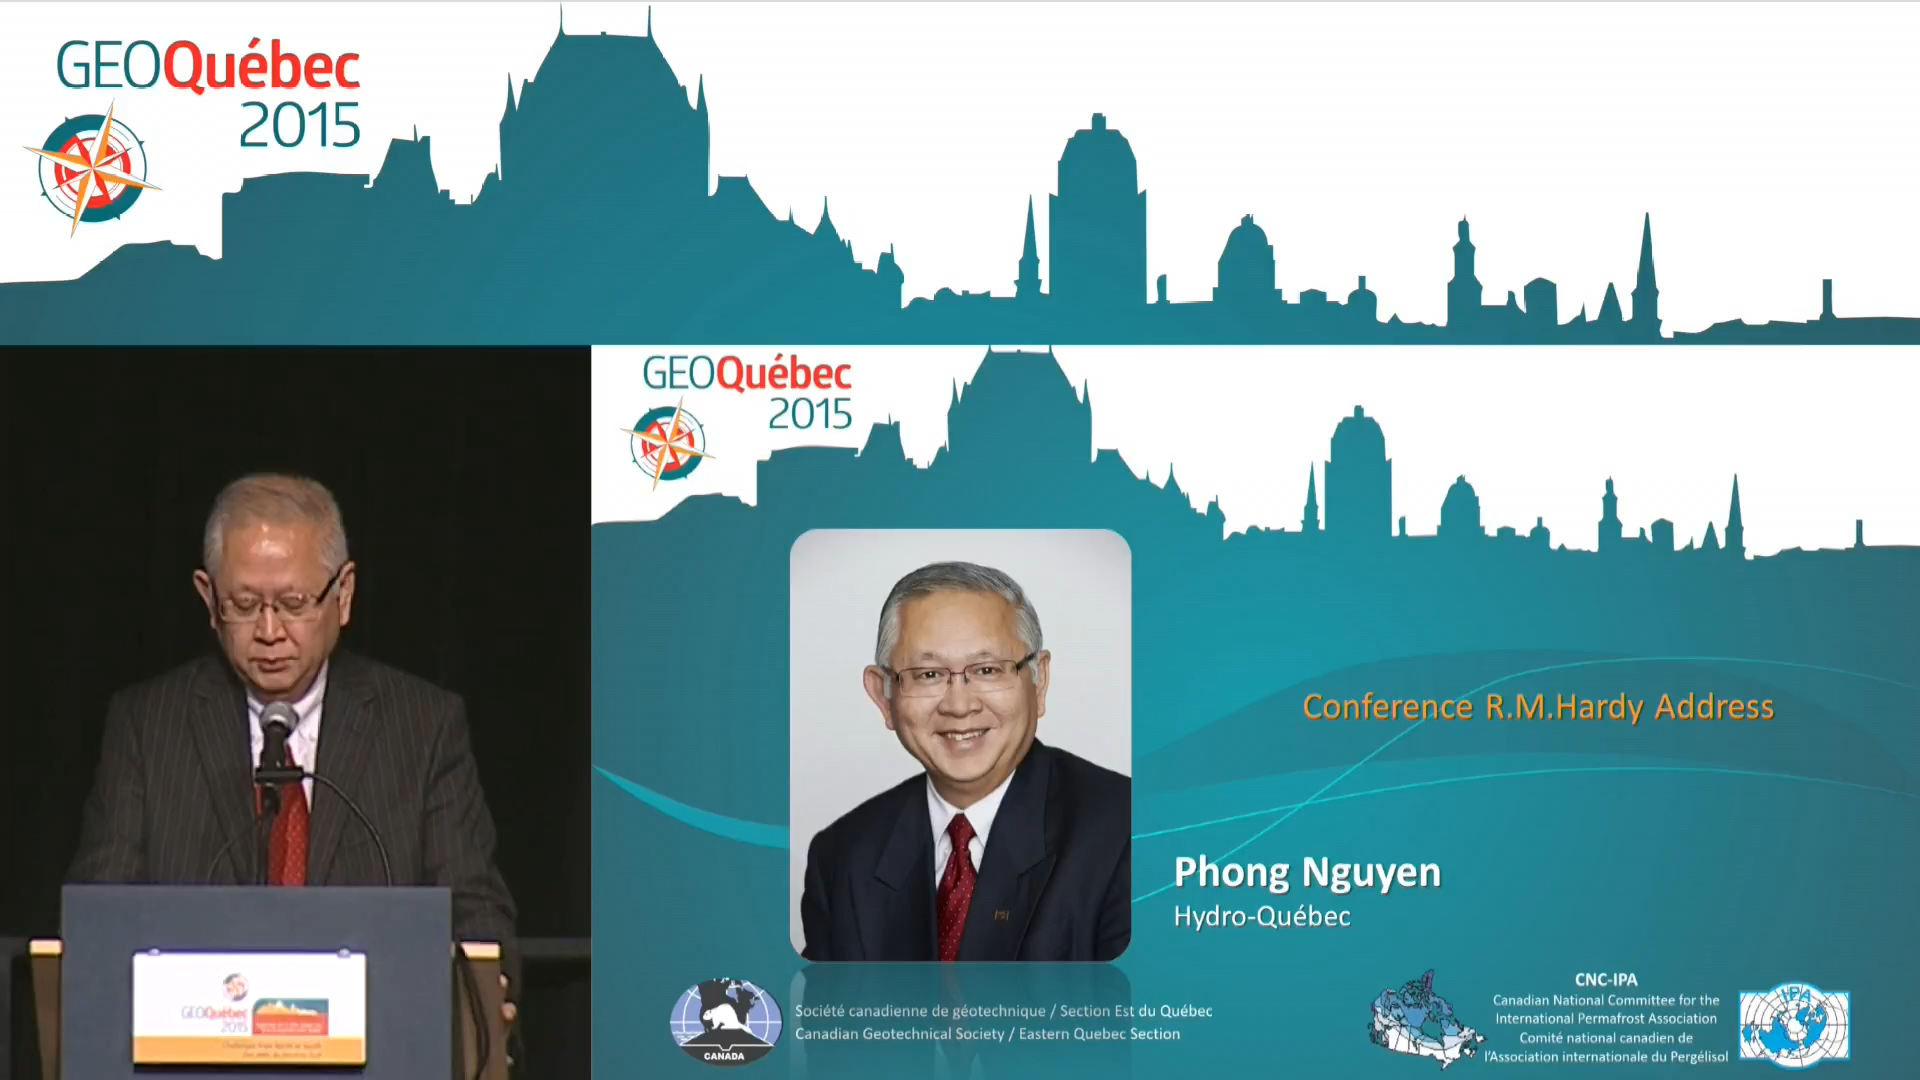 GEOQuébec
2015
GEOQuébec
2015
Conference R.M.Hardy Address
Phong Nguyen
Hydro-Québec
CANADA
Société canadienne de géotechnique / Section Est du Québec
Canadian Geotechnical Society / Eastern Quebec Section
CNC-IPA
Canadian National Committee for the
International Permafrost Association
Comité national canadien de
l'Association internationale du Pergélisol
IPA
GEOQuébec
2015